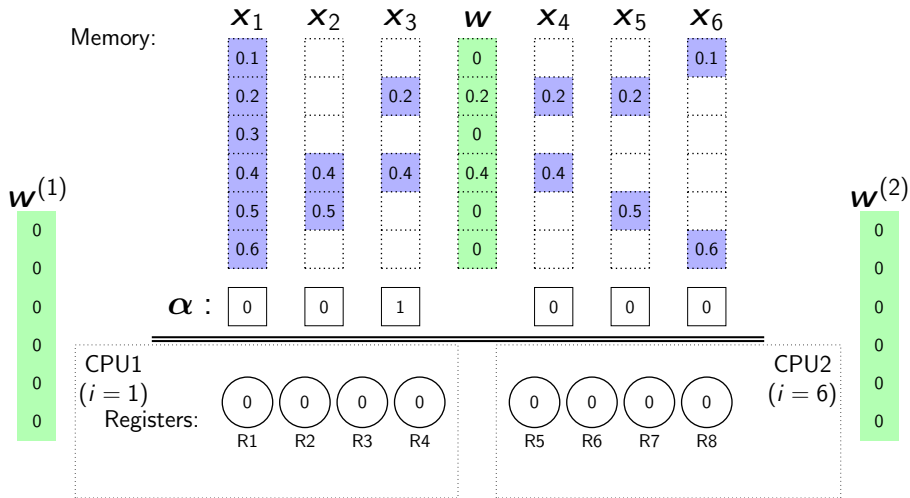 x₁ x₂ x₃ w x₄ x₅ x₆
Memory:
0.1 0 0.1
0.2 0.2 0.2 0.2 0.2
0.3 0
0.4 0.4 0.4 0.4 0.4
0.5 0.5 0 0.5
0.6 0 0.6
w⁽¹⁾
0
0
0
0
0
0
w⁽²⁾
0
0
0
0
0
0
α : 0 0 1 0 0 0
CPU1
(i = 1)
Registers:
0 0 0 0
R1 R2 R3 R4
CPU2
(i = 6)
0 0 0 0
R5 R6 R7 R8